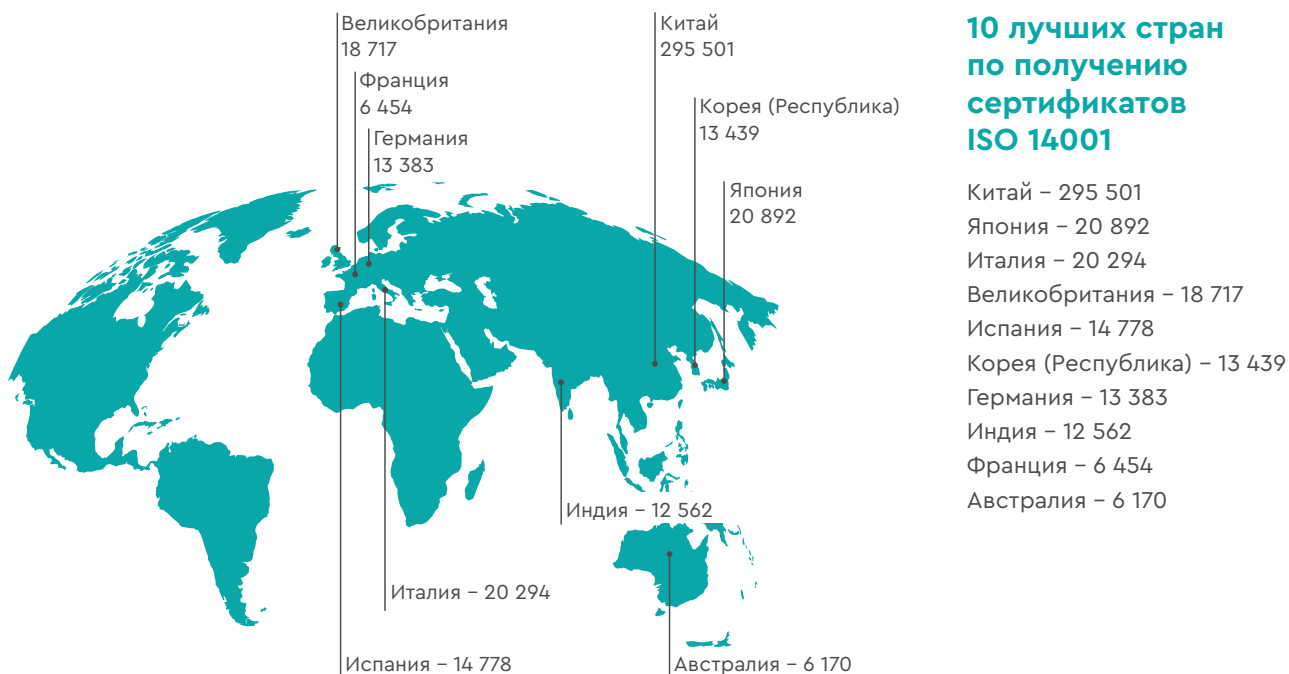 Великобритания
18 717
Франция
6 454
Германия
13 383
Китай
295 501
Корея (Республика)
13 439
Япония
20 892
Индия – 12 562
Италия – 20 294
Испания – 14 778
Австралия – 6 170
10 лучших стран
по получению
сертификатов
ISO 14001
Китай – 295 501
Япония – 20 892
Италия – 20 294
Великобритания – 18 717
Испания – 14 778
Корея (Республика) – 13 439
Германия – 13 383
Индия – 12 562
Франция – 6 454
Австралия – 6 170